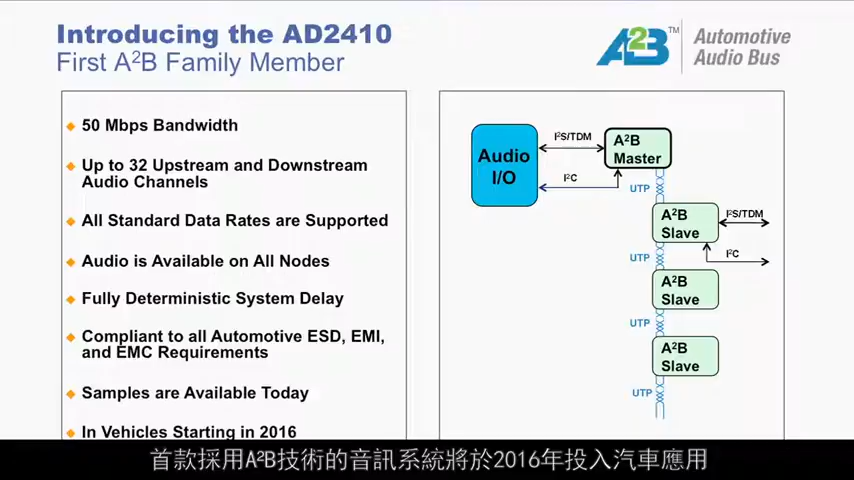 Introducing the AD2410
First A²B Family Member
A²B™
Automotive
Audio Bus
50 Mbps Bandwidth
Up to 32 Upstream and Downstream
Audio Channels
All Standard Data Rates are Supported
Audio is Available on All Nodes
Fully Deterministic System Delay
Compliant to all Automotive ESD, EMI,
and EMC Requirements
Samples are Available Today
In Vehicles Starting in 2016
Audio
I/O
I²S/TDM
I²C
A²B
Master
UTP
A²B
Slave
I²S/TDM
I²C
UTP
A²B
Slave
UTP
A²B
Slave
UTP
首款採用A²B技術的音訊系統將於2016年投入汽車應用